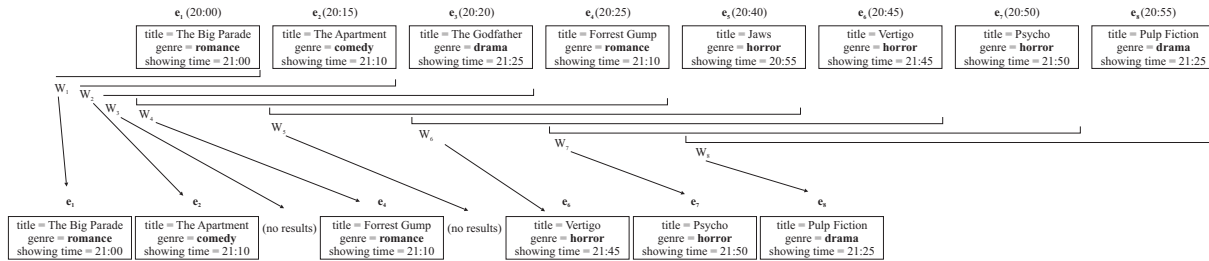 e₁ (20:00) e₂ (20:15) e₃ (20:20) e₄ (20:25) e₅ (20:40) e₆ (20:45) e₇ (20:50) e₈ (20:55)
title = The Big Parade title = The Apartment title = The Godfather title = Forrest Gump title = Jaws title = Vertigo title = Psycho title = Pulp Fiction
genre = romance genre = comedy genre = drama genre = romance genre = horror genre = horror genre = horror genre = drama
showing time = 21:00 showing time = 21:10 showing time = 21:25 showing time = 21:10 showing time = 20:55 showing time = 21:45 showing time = 21:50 showing time = 21:25
W₁ W₂ W₃ W₄ W₅ W₆ W₇ W₈
e₁ e₂ e₄ e₆ e₇ e₈
title = The Big Parade title = The Apartment (no results) title = Forrest Gump (no results) title = Vertigo title = Psycho title = Pulp Fiction
genre = romance genre = comedy genre = romance genre = horror genre = horror genre = drama
showing time = 21:00 showing time = 21:10 showing time = 21:10 showing time = 21:45 showing time = 21:50 showing time = 21:25